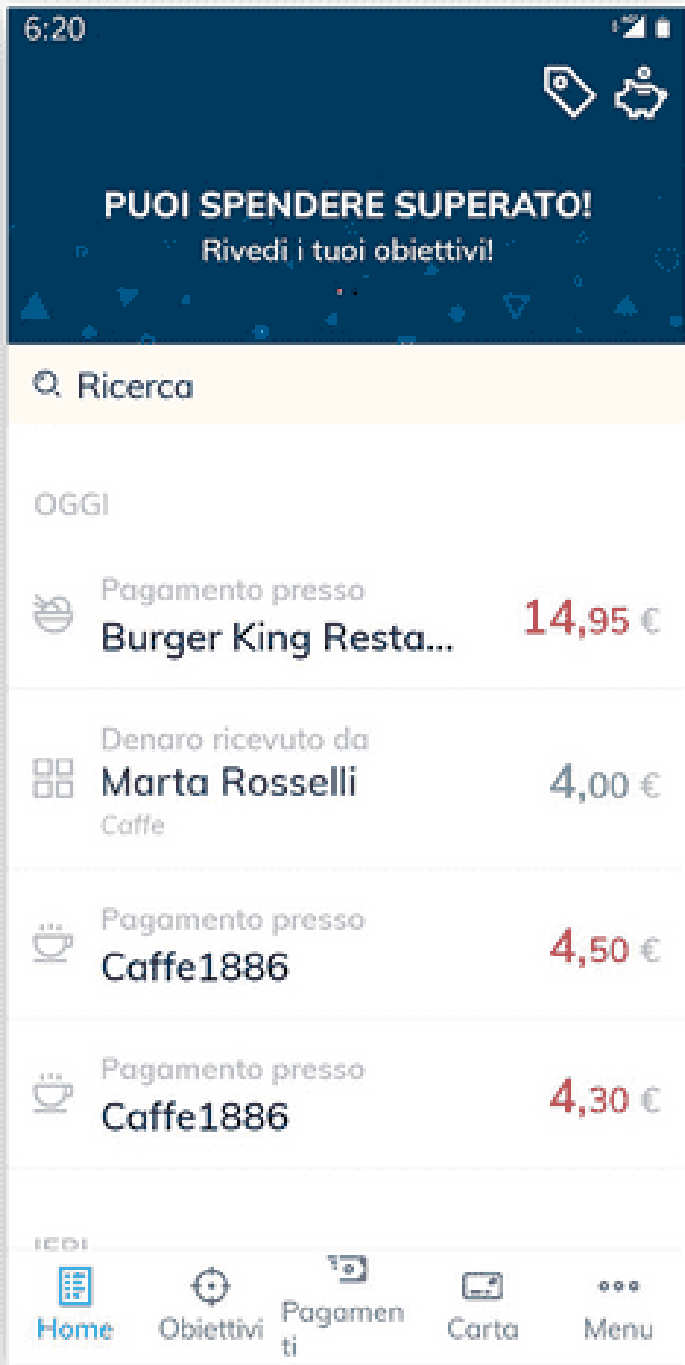 6:20
PUOI SPENDERE SUPERATO!
Rivedi i tuoi obiettivi!
Ricerca
OGGI
Pagamento presso
Burger King Resta...
14,95 €
Denaro ricevuto da
Marta Rosselli
4,00 €
Caffe
Pagamento presso
Caffe1886
4,50 €
Pagamento presso
Caffe1886
4,30 €
IERI
Home
Obiettivi
Pagamen
ti
Carta
Menu